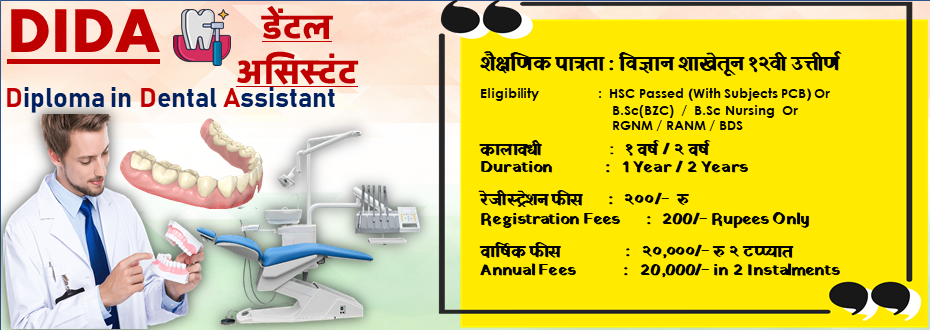 DIDA
डेंटल
असिस्टंट
Diploma in Dental Assistant
शैक्षणिक पात्रता : विज्ञान शाखेतून १२वी उत्तीर्ण
Eligibility : HSC Passed (With Subjects PCB) Or
B.Sc(BZC) / B.Sc Nursing Or
RGNM / RANM / BDS
कालावधी : १ वर्ष / २ वर्ष
Duration : 1 Year / 2 Years
रेजीस्ट्रेशन फीस : २००/- रु
Registration Fees : 200/- Rupees Only
वार्षिक फीस : २०,०००/- रु २ टप्प्यात
Annual Fees : 20,000/- in 2 Instalments